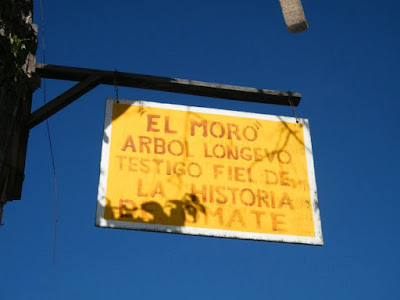 "EL MORO"
ARBOL LONGEVO
TESTIGO FIEL DE
LA HISTORIA